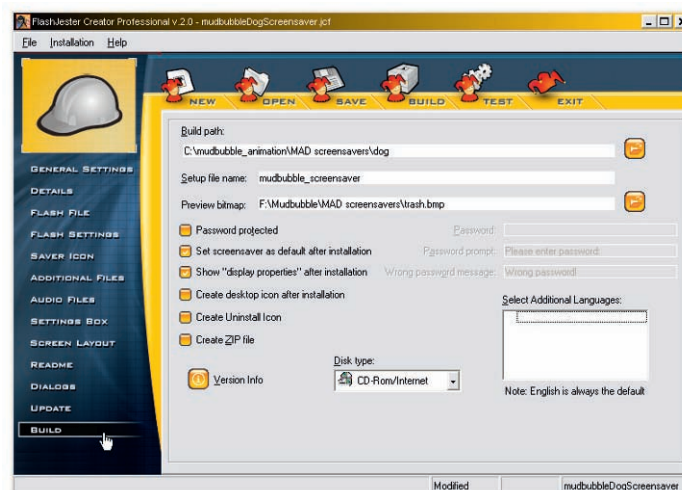 FlashJester Creator Professional v.2.0 - mudbubbleDogScreensaver.jcf
File Installation Help
NEW OPEN SAVE BUILD TEST EXIT
Build path:
C:\mudbubble_animation\MAD screensavers\dog
GENERAL SETTINGS
Setup file name: mudbubble_screensaver
DETAILS
Preview bitmap: F:\Mudbubble\MAD screensavers\trash.bmp
FLASH FILE
Password protected Password:
FLASH SETTINGS
Set screensaver as default after installation Password prompt: Please enter password:
SAVER ICON
Show "display properties" after installation Wrong password message: Wrong password!
ADDITIONAL FILES
Create desktop icon after installation
AUDIO FILES
Select Additional Languages:
Create Uninstall Icon
SETTINGS BOX
Create ZIP file
SCREEN LAYOUT
Disk type:
README
Version Info CD-Rom/Internet
DIALOGS
Note: English is always the default
UPDATE
BUILD
Modified mudbubbleDogScreensaver